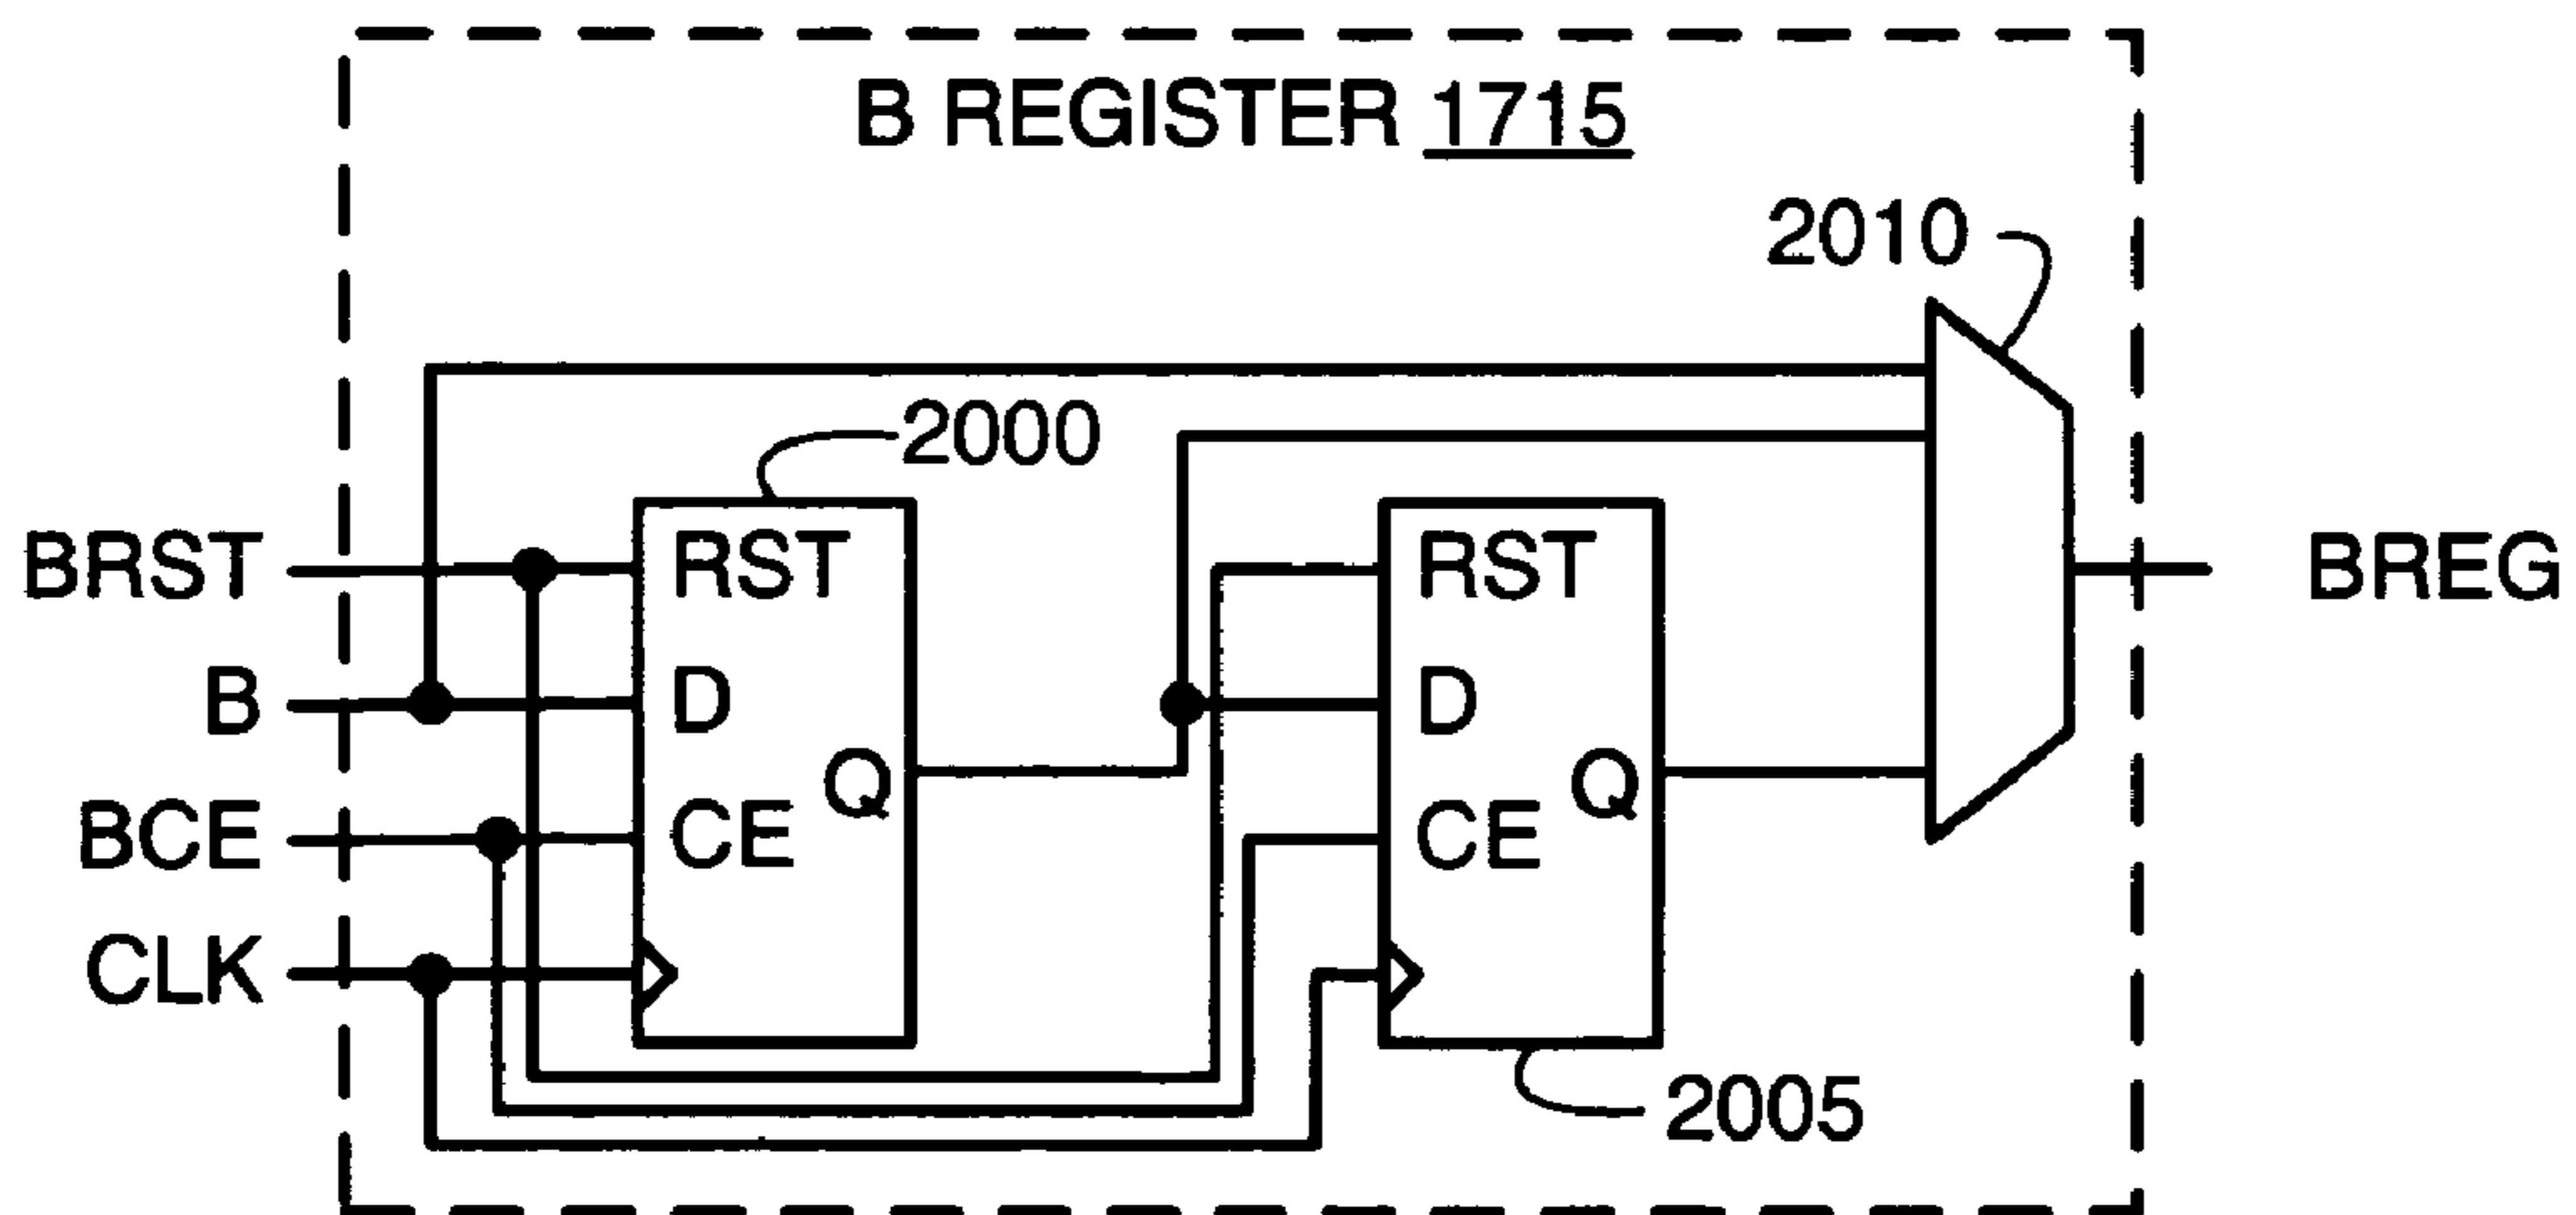 B REGISTER 1715
2010
2000
BRST
RST
RST
BREG
B
D
D
Q
Q
BCE
CE
CE
CLK
2005